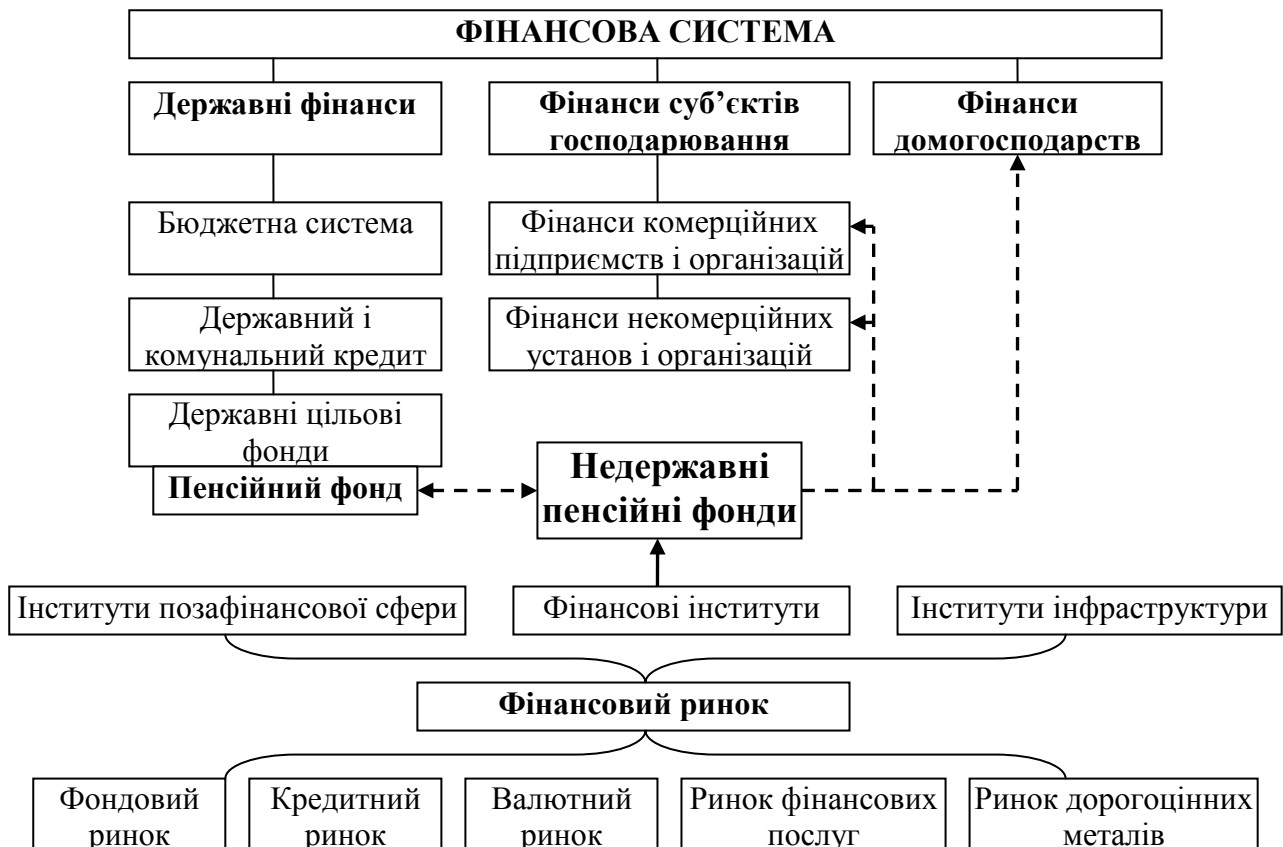 ФІНАНСОВА СИСТЕМА
Державні фінанси
Фінанси суб’єктів
господарювання
Фінанси
домогосподарств
Бюджетна система
Фінанси комерційних
підприємств і організацій
Державний і
комунальний кредит
Фінанси некомерційних
установ і організацій
Державні цільові
фонди
Пенсійний фонд
Недержавні
пенсійні фонди
Інститути позафінансової сфери
Фінансові інститути
Інститути інфраструктури
Фінансовий ринок
Фондовий
ринок
Кредитний
ринок
Валютний
ринок
Ринок фінансових
послуг
Ринок дорогоцінних
металів